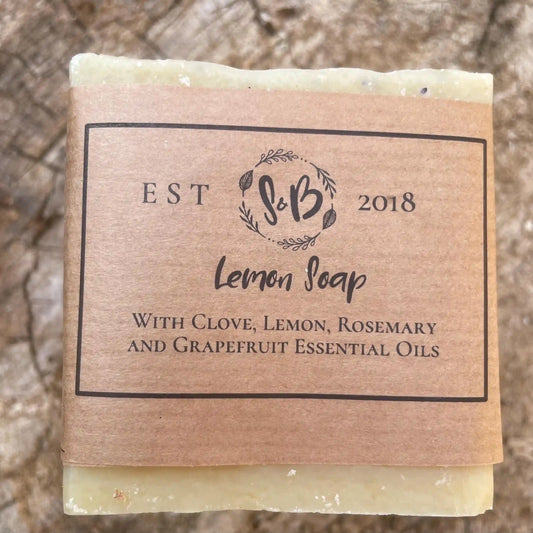 EST S&B 2018
Lemon Soap
With Clove, Lemon, Rosemary
and Grapefruit Essential Oils